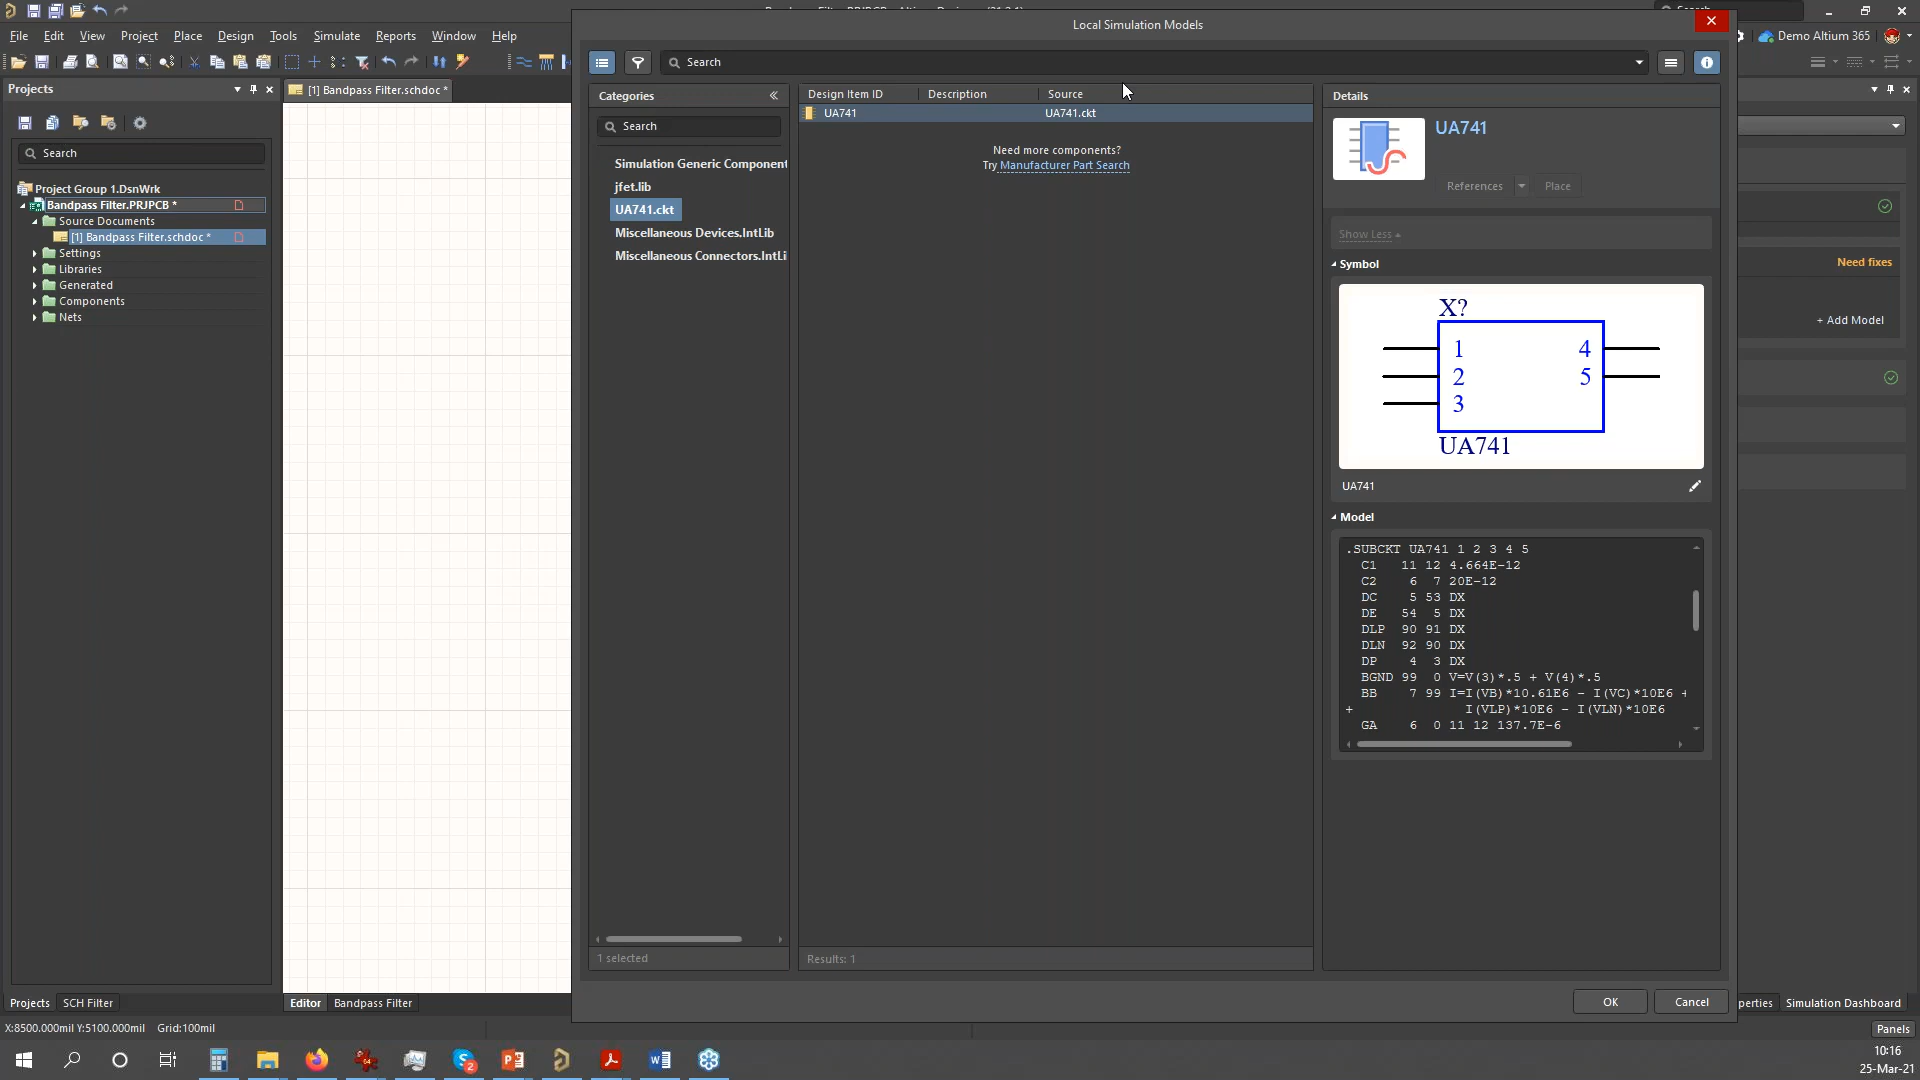 Local Simulation Models
File Edit View Project Place Design Tools Simulate Reports Window Help
Demo Altium 365
Projects
[1] Bandpass Filter.schdoc *
Search
Project Group 1.DsnWrk
Bandpass Filter.PRJPCB *
Source Documents
[1] Bandpass Filter.schdoc *
Settings
Libraries
Generated
Components
Nets
Search
Categories
Search
Simulation Generic Component
jfet.lib
UA741.ckt
Miscellaneous Devices.IntLib
Miscellaneous Connectors.IntLi
1 selected
Design Item ID Description Source
UA741 UA741.ckt
Need more components?
Try Manufacturer Part Search
Results: 1
Details
UA741
References Place
Show Less
Symbol
X?
1 4
2 5
3
UA741
UA741
Model
.SUBCKT UA741 1 2 3 4 5
C1 11 12 4.664E-12
C2 6 7 20E-12
DC 5 53 DX
DE 54 5 DX
DLP 90 91 DX
DLN 92 90 DX
DP 4 3 DX
BGND 99 0 V=V(3)*.5 + V(4)*.5
BB 7 99 I=I(VB)*10.61E6 - I(VC)*10E6 +
+ I(VLP)*10E6 - I(VLN)*10E6
GA 6 0 11 12 137.7E-6
OK Cancel
Need fixes
+ Add Model
Projects SCH Filter
Editor Bandpass Filter
perties Simulation Dashboard
X:8500.000mil Y:5100.000mil Grid:100mil
Panels
64
2
10:16
25-Mar-21